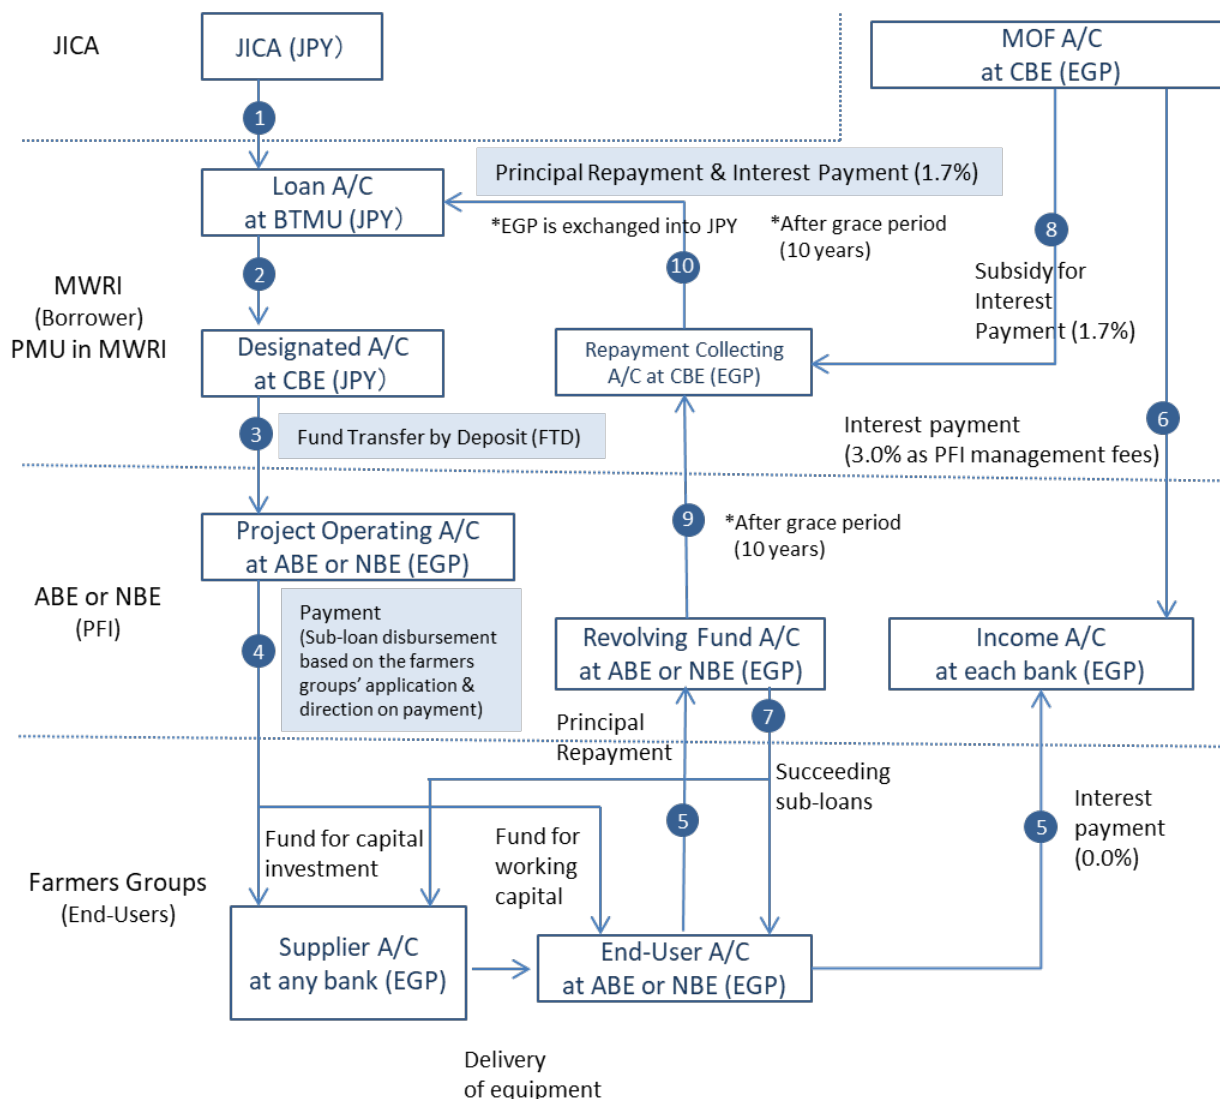 JICA
JICA (JPY)
MOF A/C
at CBE (EGP)
1
Loan A/C
at BTMU (JPY)
Principal Repayment & Interest Payment (1.7%)
*EGP is exchanged into JPY
*After grace period
(10 years)
8
2
10
Subsidy for
Interest
Payment (1.7%)
MWRI
(Borrower)
PMU in MWRI
Designated A/C
at CBE (JPY)
Repayment Collecting
A/C at CBE (EGP)
3
Fund Transfer by Deposit (FTD)
Interest payment
(3.0% as PFI management fees)
6
Project Operating A/C
at ABE or NBE (EGP)
9
*After grace period
(10 years)
ABE or NBE
(PFI)
4
Payment
(Sub-loan disbursement
based on the farmers
groups’ application &
direction on payment)
Revolving Fund A/C
at ABE or NBE (EGP)
Income A/C
at each bank (EGP)
7
Principal
Repayment
Succeeding
sub-loans
5
5
Interest
payment
(0.0%)
Fund for capital
investment
Fund for
working
capital
Farmers Groups
(End-Users)
Supplier A/C
at any bank (EGP)
End-User A/C
at ABE or NBE (EGP)
Delivery
of equipment